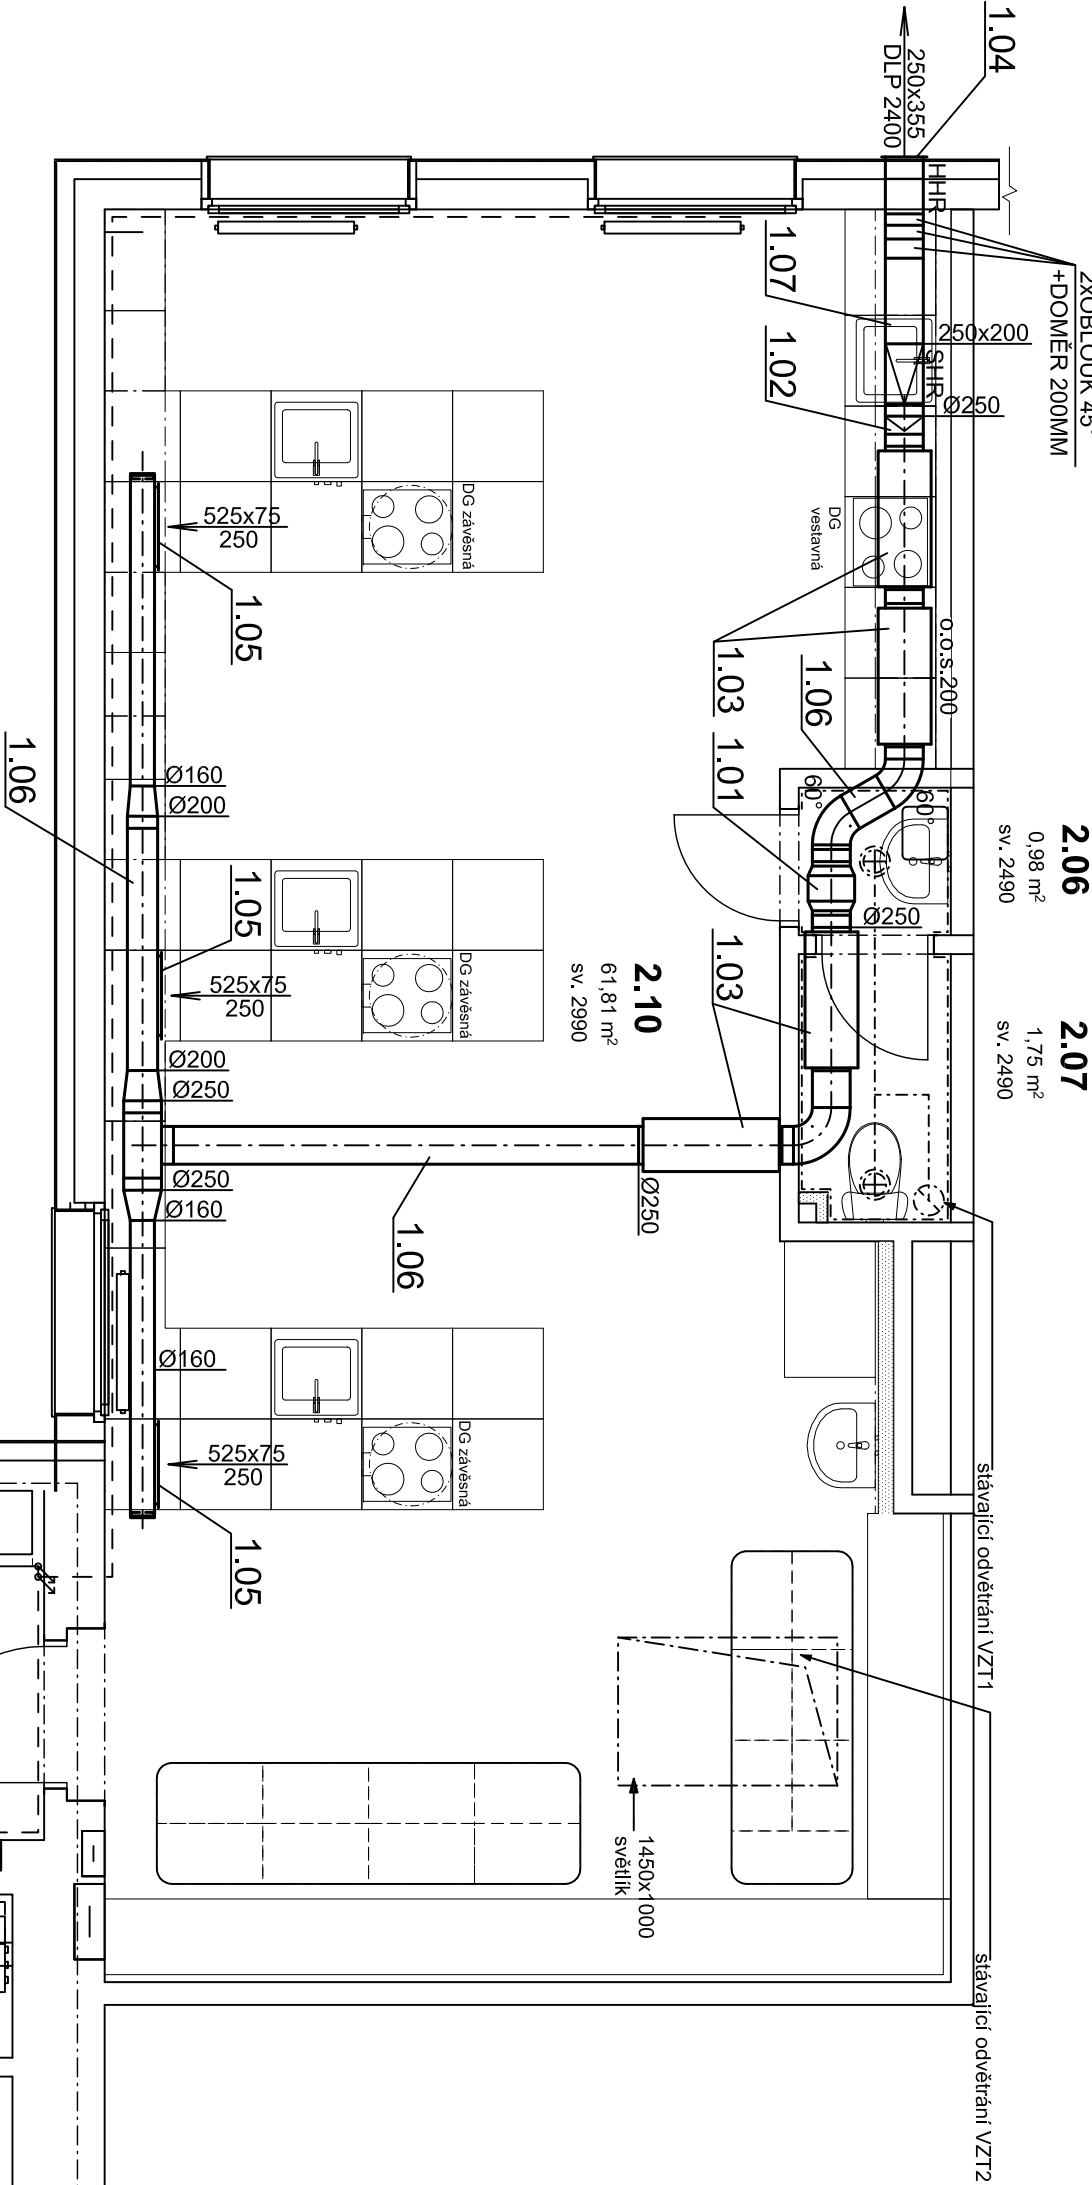 1.04
250x355
DLP 2400
HHR
2xOBLOUK 45°
+DOMĚR 200MM
1.07
250x200
SHR
1.02
Ø250
DG
vestavná
o.o.s.200
1.03
1.06
1.01
60°
60°
2.06
0,98 m²
sv. 2490
2.07
1,75 m²
sv. 2490
Ø250
1.03
2.10
61,81 m²
sv. 2990
DG závěsná
525x75
250
1.05
Ø160
Ø200
1.06
1.05
DG závěsná
525x75
250
Ø200
Ø250
Ø250
Ø160
Ø250
1.06
Ø160
DG závěsná
525x75
250
1.05
stávající odvětrání VZT1
stávající odvětrání VZT2
1450x1000
světlík